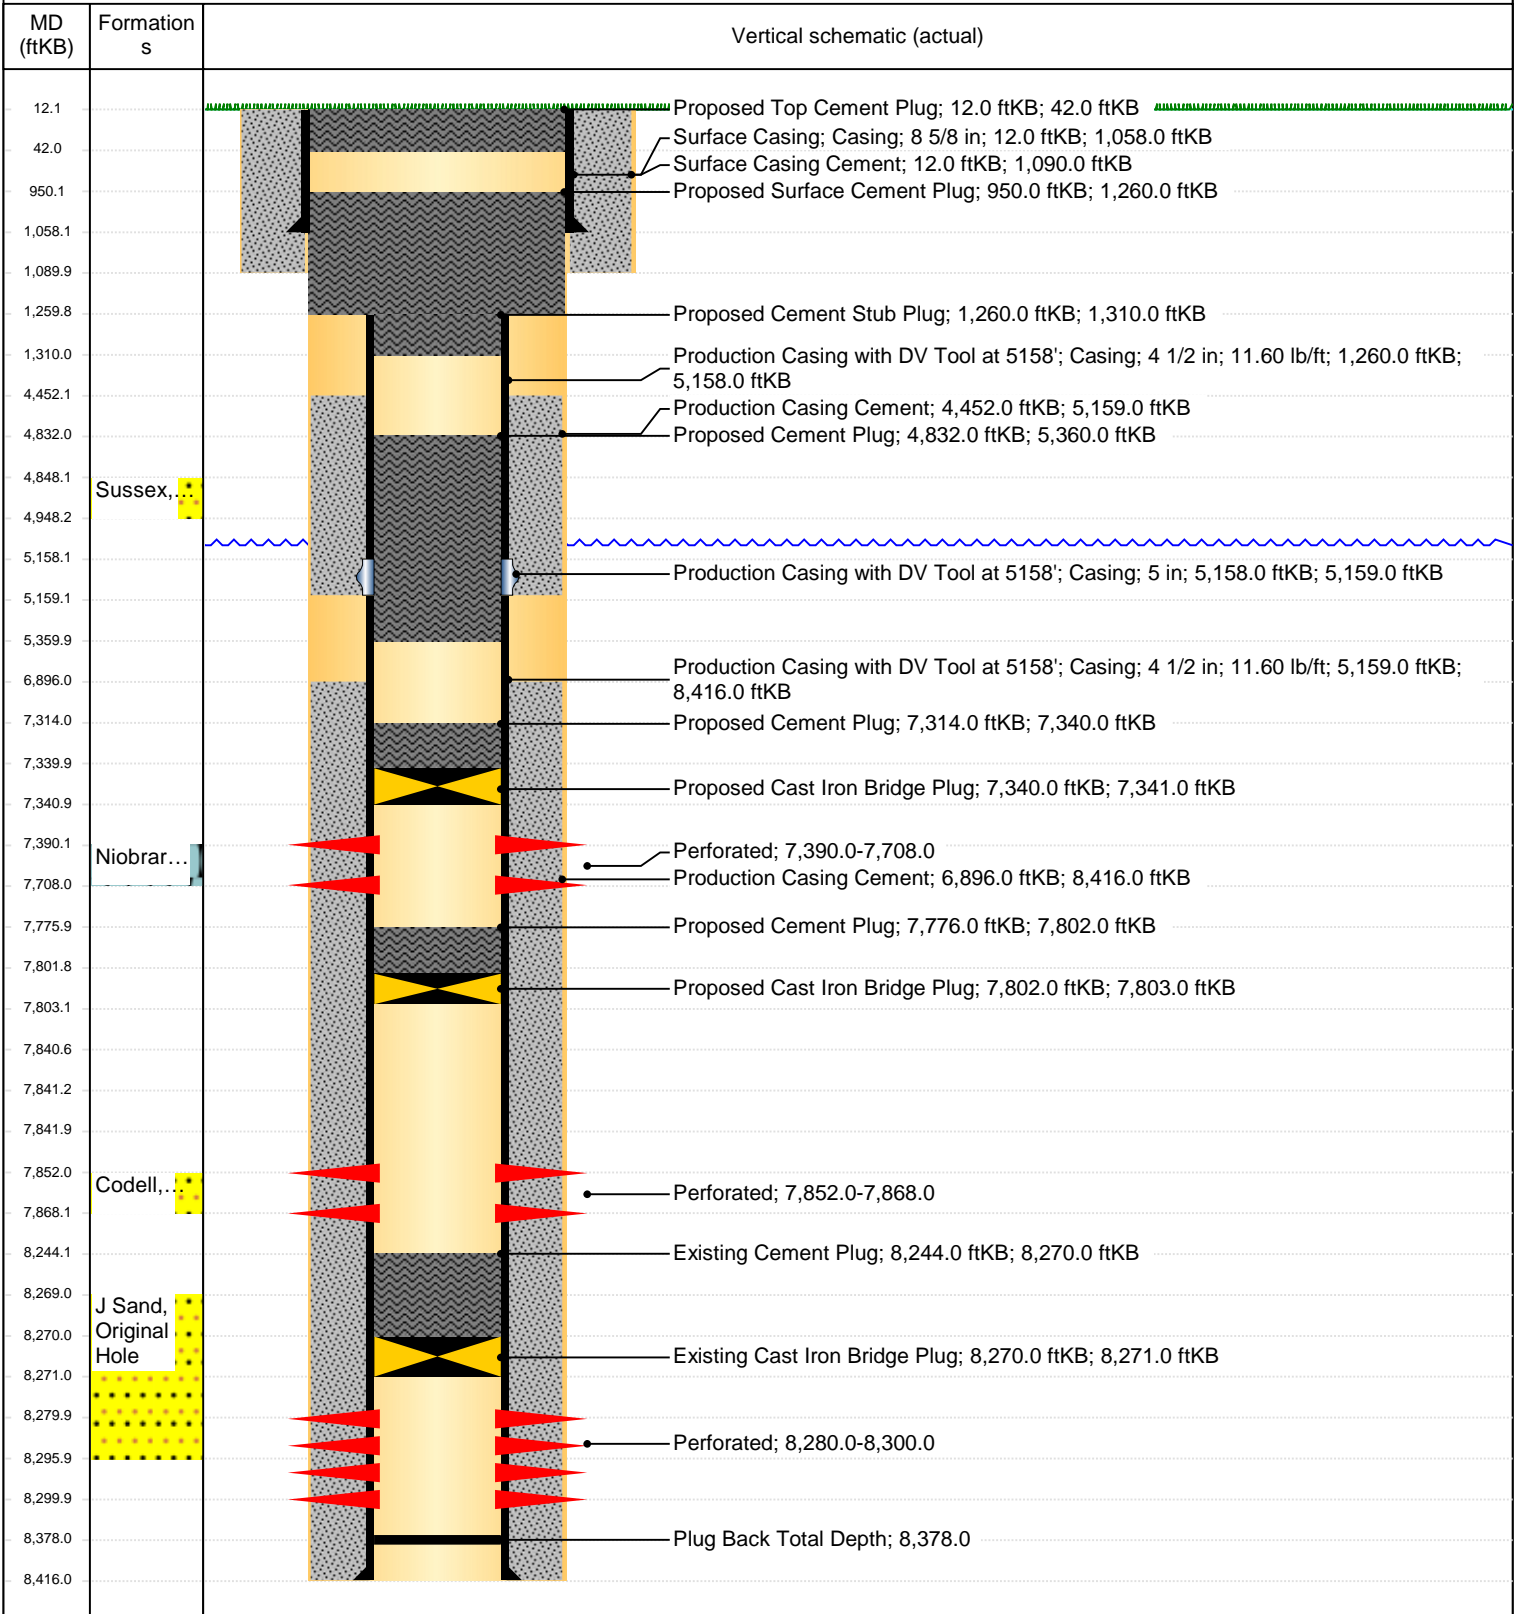 MD
(ftKB)
Formation
s
Vertical schematic (actual)
12.1
Proposed Top Cement Plug; 12.0 ftKB; 42.0 ftKB
Surface Casing; Casing; 8 5/8 in; 12.0 ftKB; 1,058.0 ftKB
42.0
Surface Casing Cement; 12.0 ftKB; 1,090.0 ftKB
950.1
Proposed Surface Cement Plug; 950.0 ftKB; 1,260.0 ftKB
1,058.1
1,089.9
1,259.8
Proposed Cement Stub Plug; 1,260.0 ftKB; 1,310.0 ftKB
1,310.0
Production Casing with DV Tool at 5158'; Casing; 4 1/2 in; 11.60 lb/ft; 1,260.0 ftKB;
5,158.0 ftKB
4,452.1
Production Casing Cement; 4,452.0 ftKB; 5,159.0 ftKB
4,832.0
Proposed Cement Plug; 4,832.0 ftKB; 5,360.0 ftKB
4,848.1
Sussex,...
4,948.2
5,158.1
Production Casing with DV Tool at 5158'; Casing; 5 in; 5,158.0 ftKB; 5,159.0 ftKB
5,159.1
5,359.9
Production Casing with DV Tool at 5158'; Casing; 4 1/2 in; 11.60 lb/ft; 5,159.0 ftKB;
8,416.0 ftKB
6,896.0
7,314.0
Proposed Cement Plug; 7,314.0 ftKB; 7,340.0 ftKB
7,339.9
Proposed Cast Iron Bridge Plug; 7,340.0 ftKB; 7,341.0 ftKB
7,340.9
7,390.1
Niobrar...
Perforated; 7,390.0-7,708.0
7,708.0
Production Casing Cement; 6,896.0 ftKB; 8,416.0 ftKB
7,775.9
Proposed Cement Plug; 7,776.0 ftKB; 7,802.0 ftKB
7,801.8
Proposed Cast Iron Bridge Plug; 7,802.0 ftKB; 7,803.0 ftKB
7,803.1
7,840.6
7,841.2
7,841.9
7,852.0
Codell,...
Perforated; 7,852.0-7,868.0
7,868.1
8,244.1
Existing Cement Plug; 8,244.0 ftKB; 8,270.0 ftKB
8,269.0
J Sand,
Original
Hole
8,270.0
Existing Cast Iron Bridge Plug; 8,270.0 ftKB; 8,271.0 ftKB
8,271.0
8,279.9
Perforated; 8,280.0-8,300.0
8,295.9
8,299.9
8,378.0
Plug Back Total Depth; 8,378.0
8,416.0